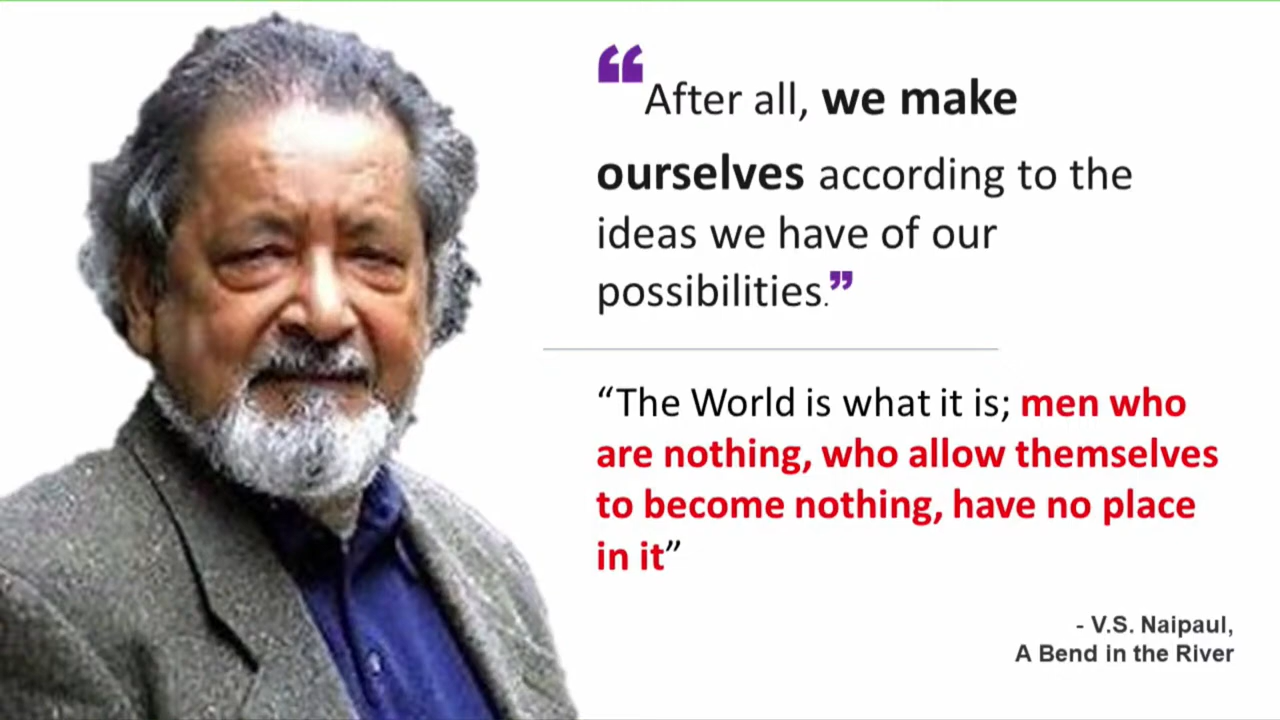 “After all, we make
ourselves according to the
ideas we have of our
possibilities.”
“The World is what it is; men who
are nothing, who allow themselves
to become nothing, have no place
in it”
- V.S. Naipaul,
A Bend in the River